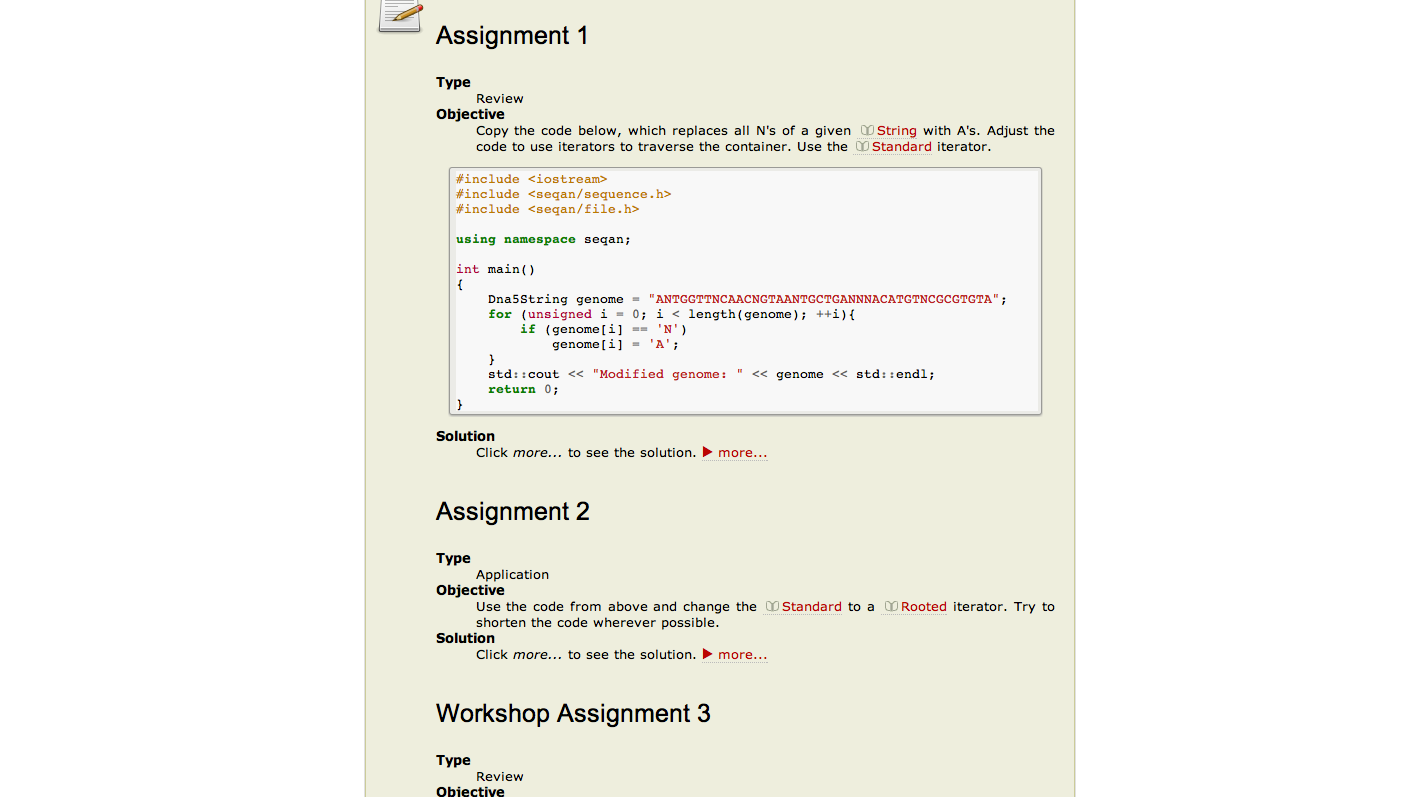 Assignment 1
Type
Review
Objective
Copy the code below, which replaces all N's of a given String with A's. Adjust the
code to use iterators to traverse the container. Use the Standard iterator.
#include <iostream>
#include <seqan/sequence.h>
#include <seqan/file.h>
using namespace seqan;
int main()
{
    Dna5String genome = "ANTGGTTNCAACNGTAANTGCTGANNNACATGTNCGCGTGTA";
    for (unsigned i = 0; i < length(genome); ++i){
        if (genome[i] == 'N')
            genome[i] = 'A';
    }
    std::cout << "Modified genome: " << genome << std::endl;
    return 0;
}
Solution
Click more... to see the solution. more...
Assignment 2
Type
Application
Objective
Use the code from above and change the Standard to a Rooted iterator. Try to
shorten the code wherever possible.
Solution
Click more... to see the solution. more...
Workshop Assignment 3
Type
Review
Objective